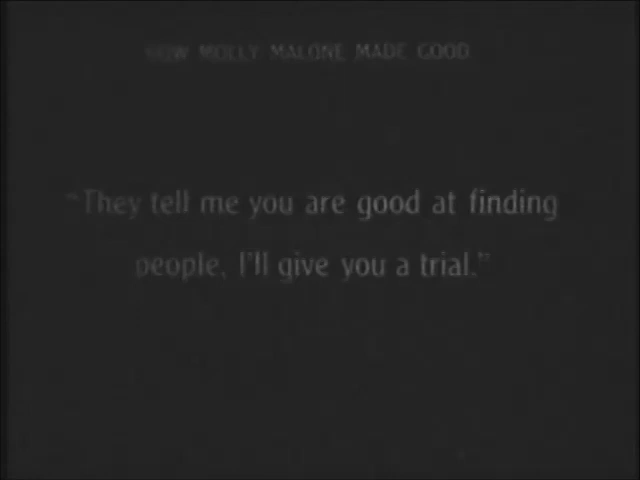 HOW MOLLY MALONE MADE GOOD
"They tell me you are good at finding
people, I'll give you a trial."